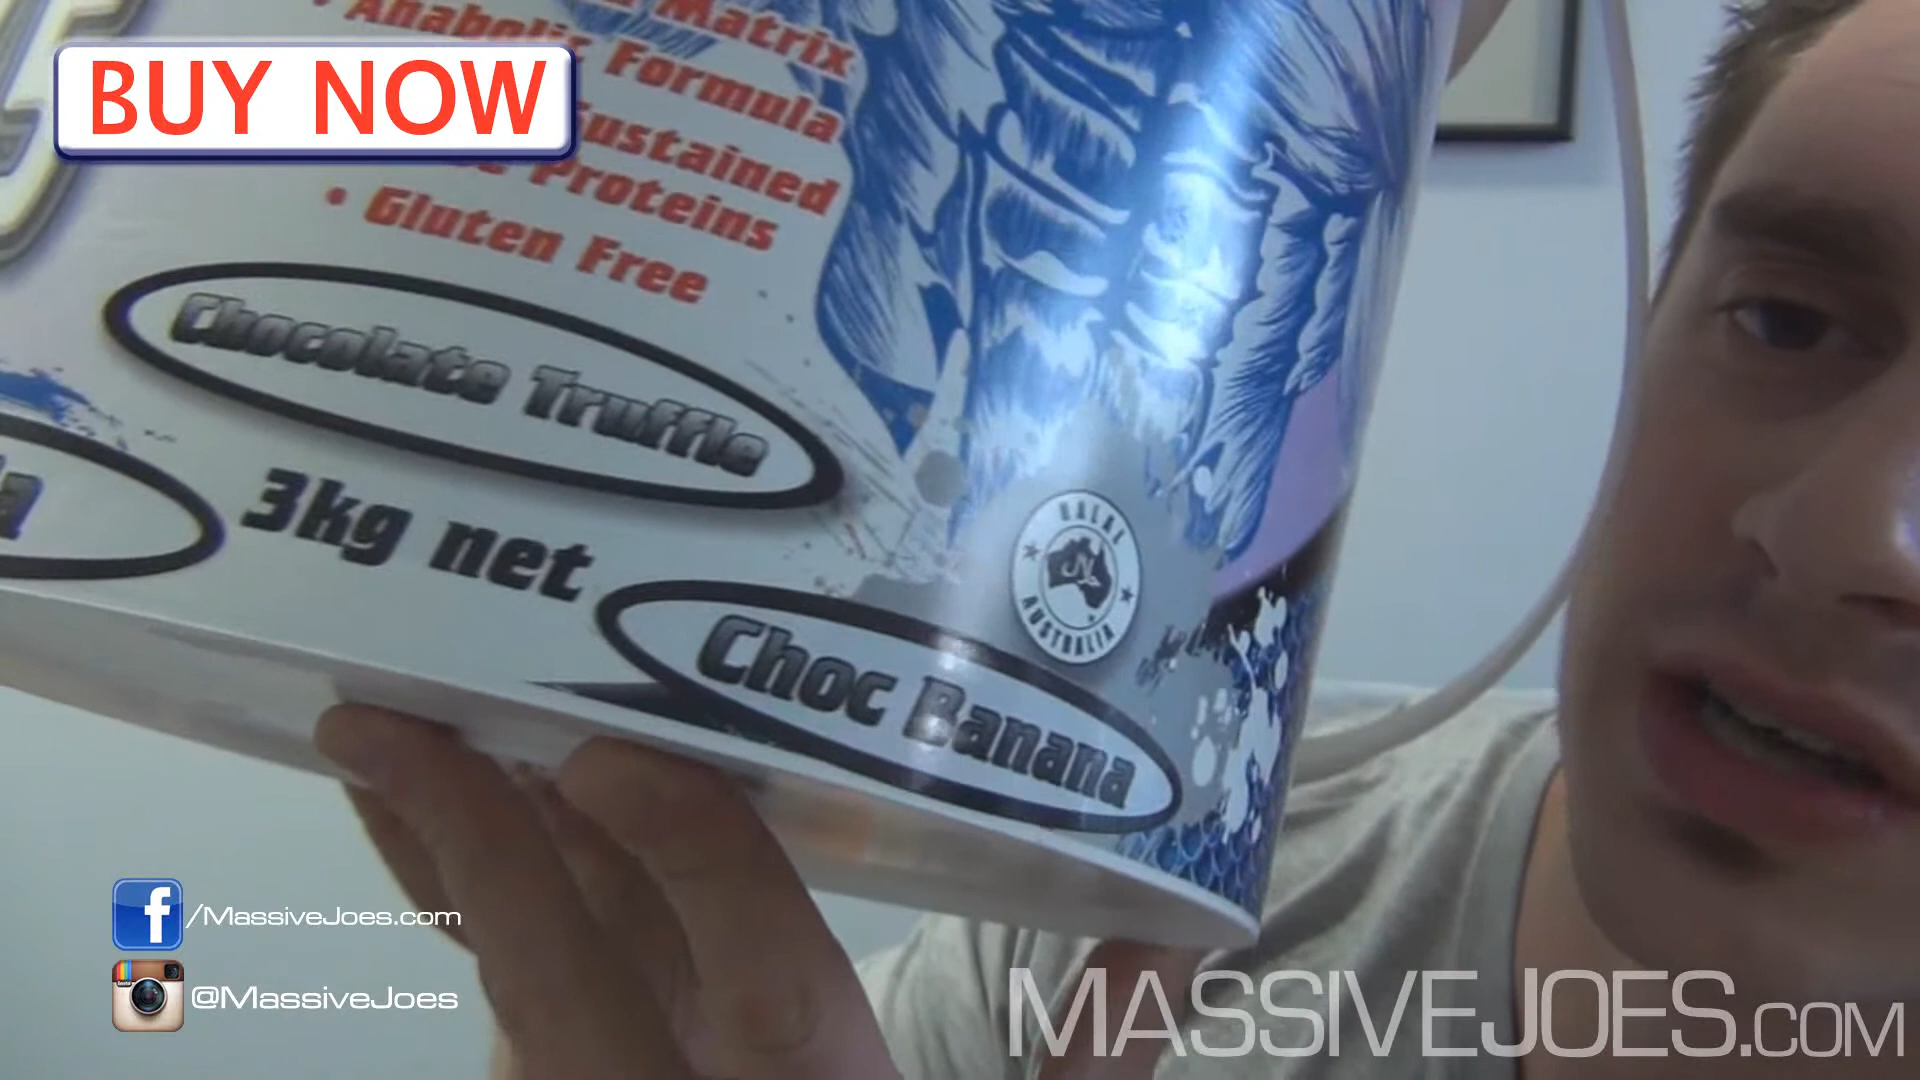 Matrix
• Anabolic Formula
BUY NOW
Sustained
Proteins
• Gluten Free
Chocolate Truffle
3kg net
Choc Banana
HALAL
AUSTRALIA
/MassiveJoes.com
@MassiveJoes
MASSIVEJOES.COM